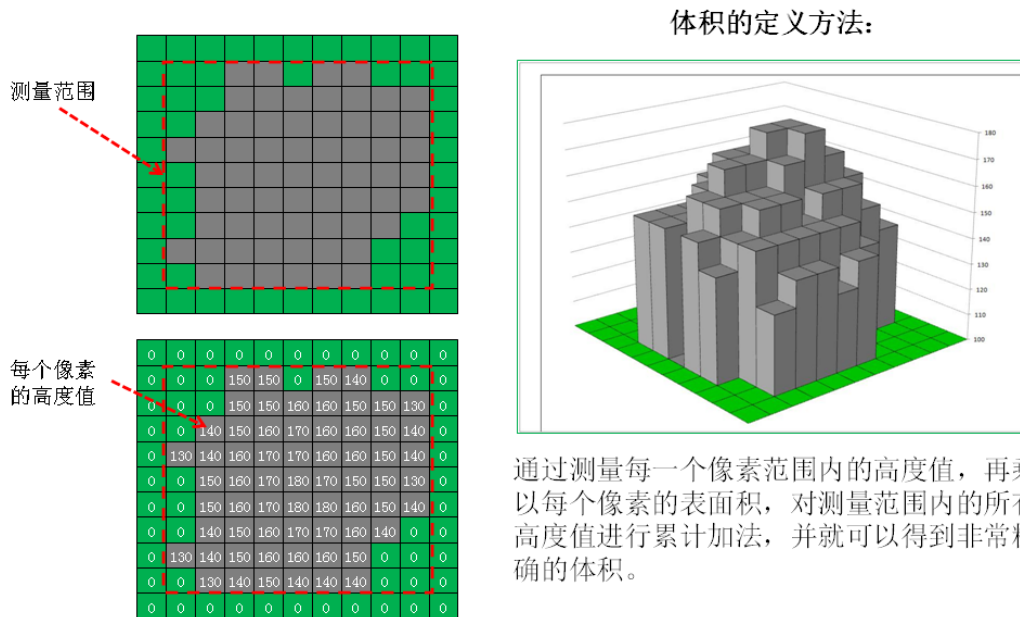 体积的定义方法:
测量范围
180
170
160
150
140
130
120
110
100
每个像素
的高度值
0 0 0 0 0 0 0 0 0 0 0
0 0 0 150 150 0 150 140 0 0 0
0 0 0 150 150 160 160 150 150 130 0
0 0 140 150 160 170 160 160 150 140 0
0 130 140 160 170 170 160 160 150 140 0
0 0 150 160 170 180 170 150 150 130 0
0 0 150 160 170 180 180 160 150 140 0
0 0 140 150 160 170 170 160 140 0 0
0 130 140 150 160 160 160 150 0 0 0
0 0 130 140 150 140 140 140 0 0 0
0 0 0 0 0 0 0 0 0 0 0
通过测量每一个像素范围内的高度值，再
以每个像素的表面积，对测量范围内的所
高度值进行累计加法，并就可以得到非常
确的体积。